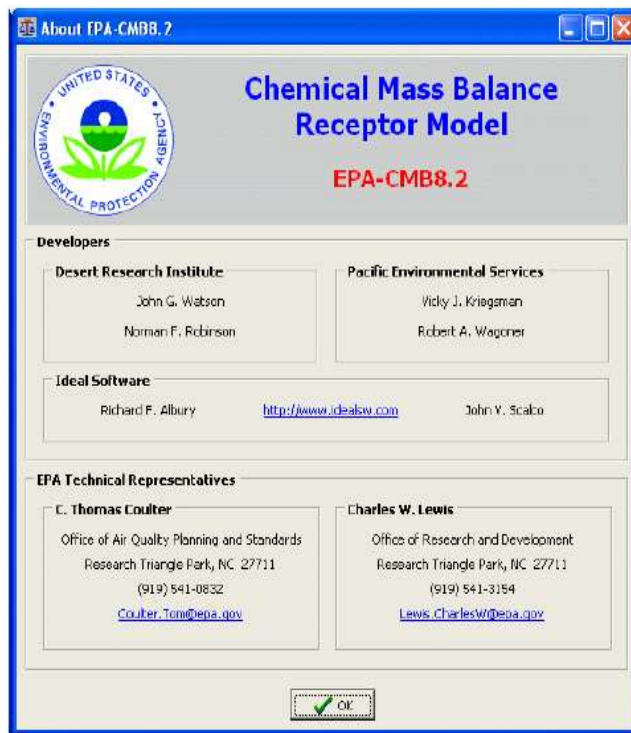 About EPA-CMB8.2
UNITED STATES
ENVIRONMENTAL PROTECTION AGENCY
Chemical Mass Balance
Receptor Model
EPA-CMB8.2
Developers
Desert Research Institute
John G. Watson
Norman F. Robinson
Pacific Environmental Services
Vicky J. Kriegsman
Robert A. Wagoner
Ideal Software
Richard F. Albury
http://www.idealsw.com
John V. Scalco
EPA Technical Representatives
C. Thomas Coulter
Office of Air Quality Planning and Standards
Research Triangle Park, NC 27711
(919) 541-0832
Coulter.Tom@epa.gov
Charles W. Lewis
Office of Research and Development
Research Triangle Park, NC 27711
(919) 541-3154
Lewis.CharlesW@epa.gov
OK